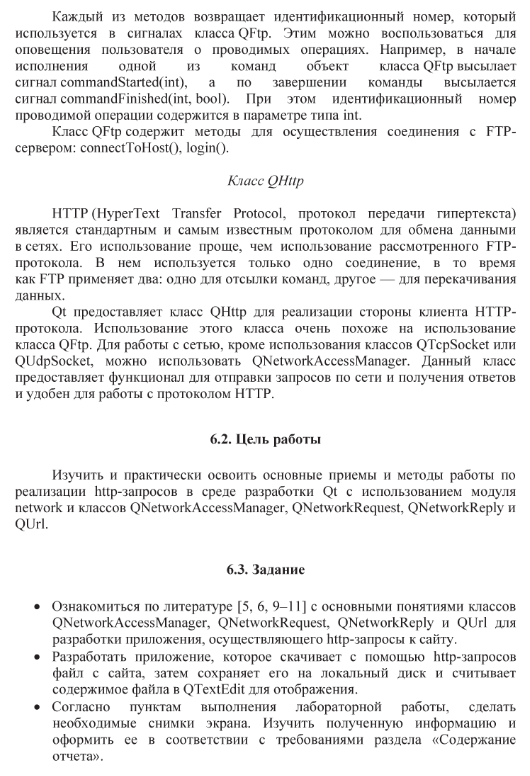 Каждый из методов возвращает идентификационный номер, который
используется в сигналах класса QFtp. Этим можно воспользоваться для
оповещения пользователя о проводимых операциях. Например, в начале
исполнения одной из команд объект класса QFtp высылает
сигнал commandStarted(int), а по завершении команды высылается
сигнал commandFinished(int, bool). При этом идентификационный номер
проводимой операции содержится в параметре типа int.
Класс QFtp содержит методы для осуществления соединения с FTP-
сервером: connectToHost(), login().
Класс QHttp
HTTP (HyperText Transfer Protocol, протокол передачи гипертекста)
является стандартным и самым известным протоколом для обмена данными
в сетях. Его использование проще, чем использование рассмотренного FTP-
протокола. В нем используется только одно соединение, в то время
как FTP применяет два: одно для отсылки команд, другое — для перекачивания
данных.
Qt предоставляет класс QHttp для реализации стороны клиента HTTP-
протокола. Использование этого класса очень похоже на использование
класса QFtp. Для работы с сетью, кроме использования классов QTcpSocket или
QUdpSocket, можно использовать QNetworkAccessManager. Данный класс
предоставляет функционал для отправки запросов по сети и получения ответов
и удобен для работы с протоколом HTTP.
6.2. Цель работы
Изучить и практически освоить основные приемы и методы работы по
реализации http-запросов в среде разработки Qt с использованием модуля
network и классов QNetworkAccessManager, QNetworkRequest, QNetworkReply и
QUrl.
6.3. Задание
• Ознакомиться по литературе [5, 6, 9–11] с основными понятиями классов
QNetworkAccessManager, QNetworkRequest, QNetworkReply и QUrl для
разработки приложения, осуществляющего http-запросы к сайту.
• Разработать приложение, которое скачивает с помощью http-запросов
файл с сайта, затем сохраняет его на локальный диск и считывает
содержимое файла в QTextEdit для отображения.
• Согласно пунктам выполнения лабораторной работы, сделать
необходимые снимки экрана. Изучить полученную информацию и
оформить ее в соответствии с требованиями раздела «Содержание
отчета».